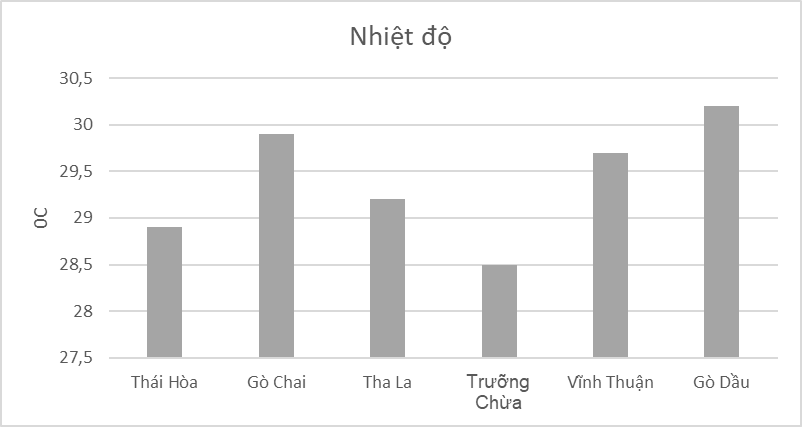 Nhiệt độ
30,5
30
29,5
29
28,5
28
27,5
0C
Thái Hòa
Gò Chai
Tha La
Trưỡng
Chừa
Vĩnh Thuận
Gò Dầu